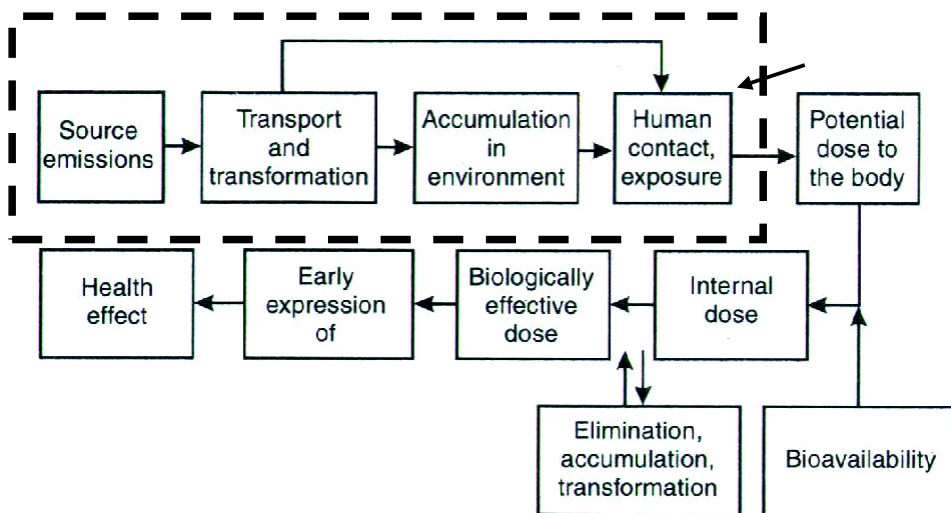 Source
emissions
Transport
and
transformation
Accumulation
in
environment
Human
contact,
exposure
Potential
dose to
the body
Health
effect
Early
expression
of
Biologically
effective
dose
Internal
dose
Elimination,
accumulation,
transformation
Bioavailability